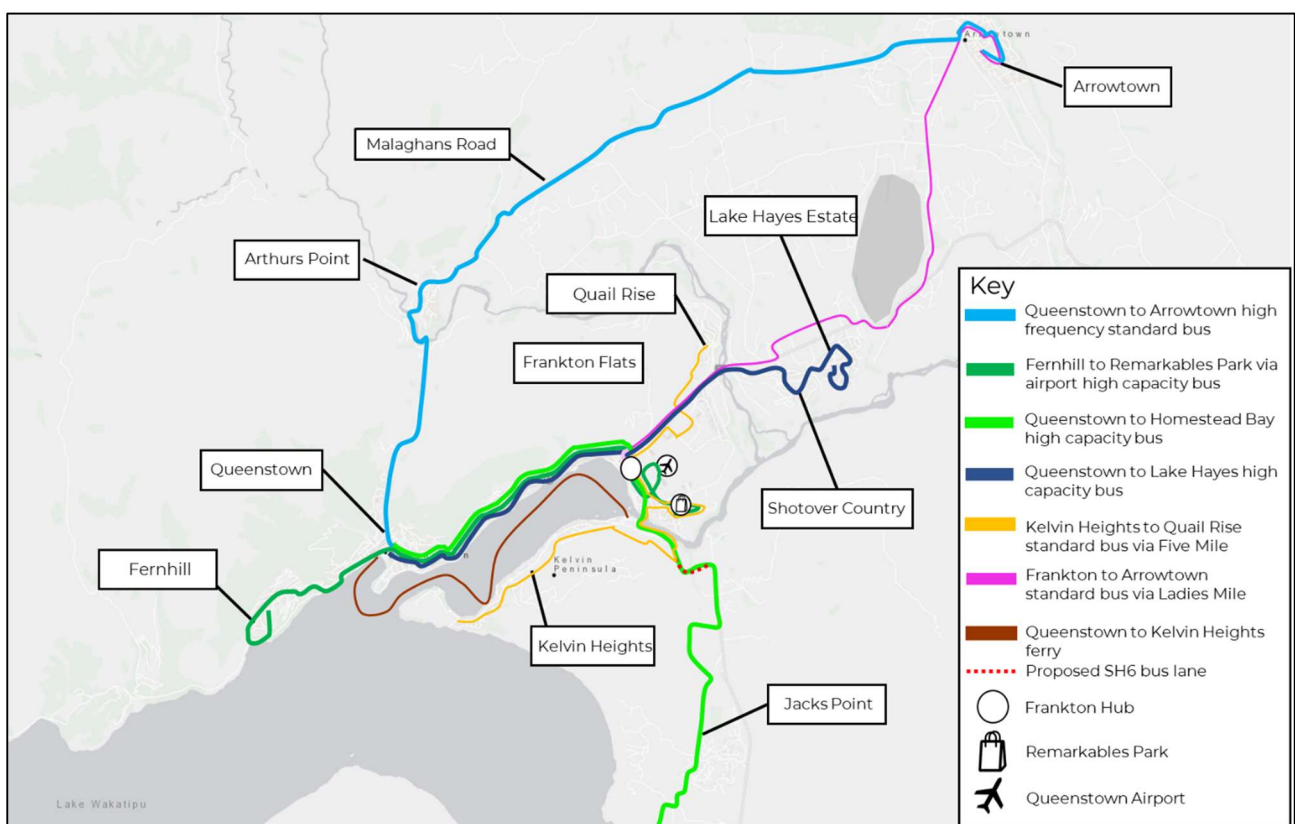 Arrowtown
Malaghans Road
Lake Hayes Estate
Arthurs Point
Quail Rise
Frankton Flats
Queenstown
Shotover Country
Fernhill
Kelvin
Peninsula
Kelvin Heights
Jacks Point
Lake Wakatipu
Key
Queenstown to Arrowtown high
frequency standard bus
Fernhill to Remarkables Park via
airport high capacity bus
Queenstown to Homestead Bay
high capacity bus
Queenstown to Lake Hayes high
capacity bus
Kelvin Heights to Quail Rise
standard bus via Five Mile
Frankton to Arrowtown
standard bus via Ladies Mile
Queenstown to Kelvin Heights
ferry
Proposed SH6 bus lane
Frankton Hub
Remarkables Park
Queenstown Airport